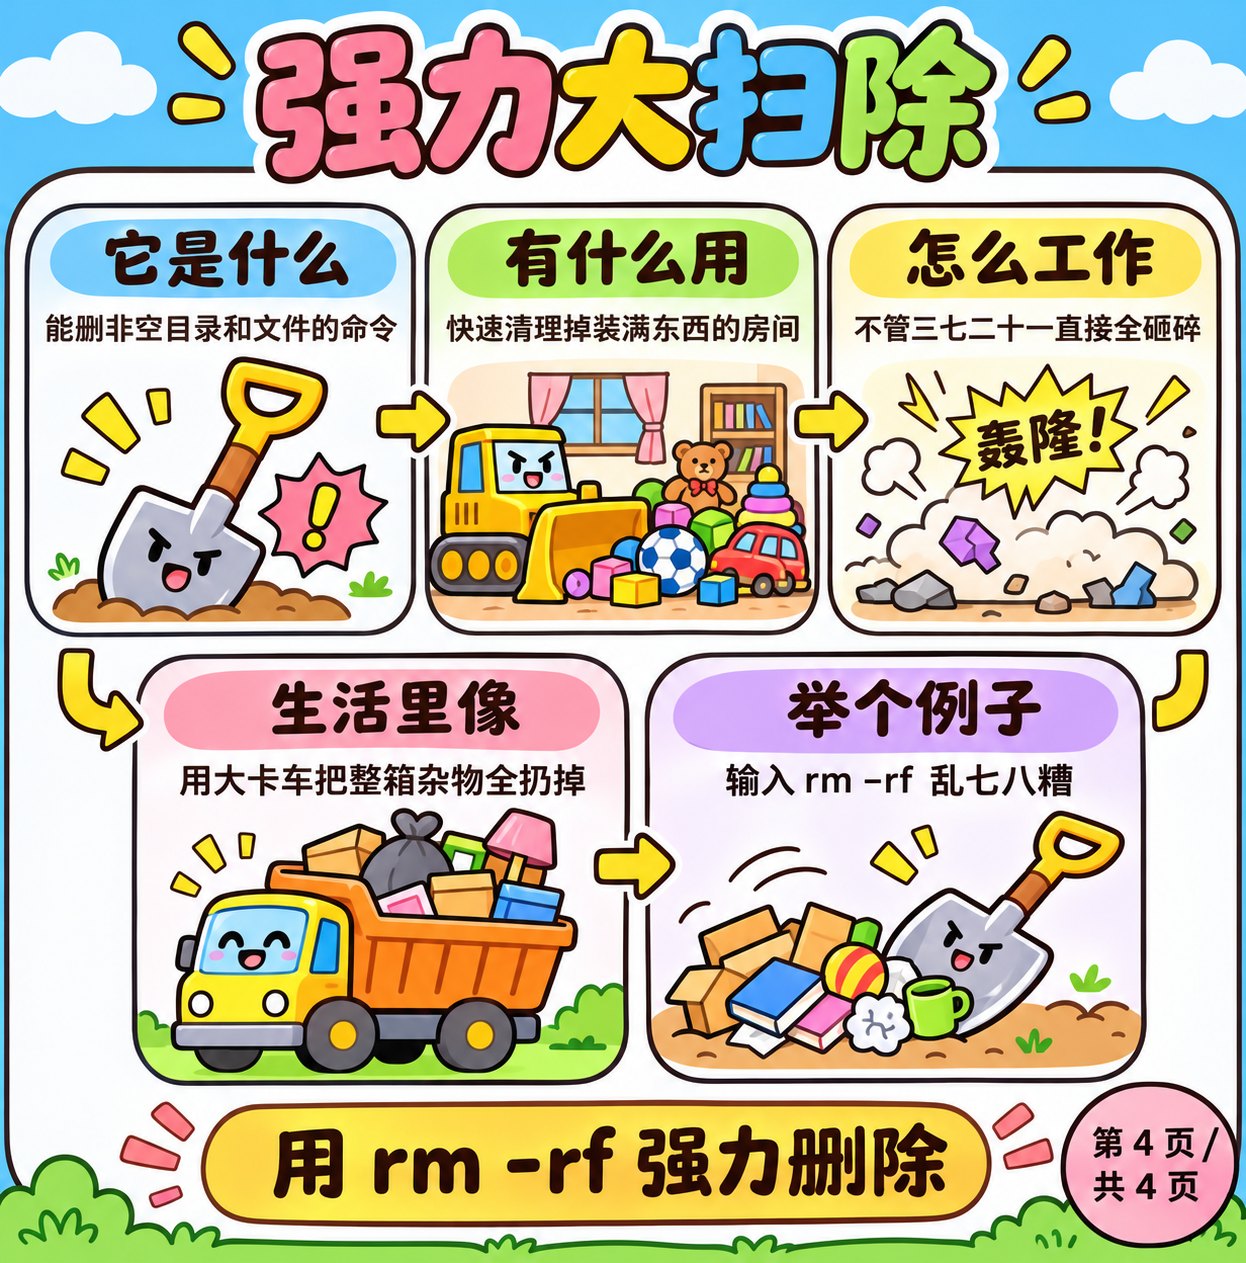 强力大扫除
它是什么
能删非空目录和文件的命令
有什么用
快速清理掉装满东西的房间
怎么工作
不管三七二十一直接全砸碎
轰隆!
生活里像
用大卡车把整箱杂物全扔掉
举个例子
输入 rm -rf 乱七八糟
用 rm -rf 强力删除
第 4 页 /
共 4 页